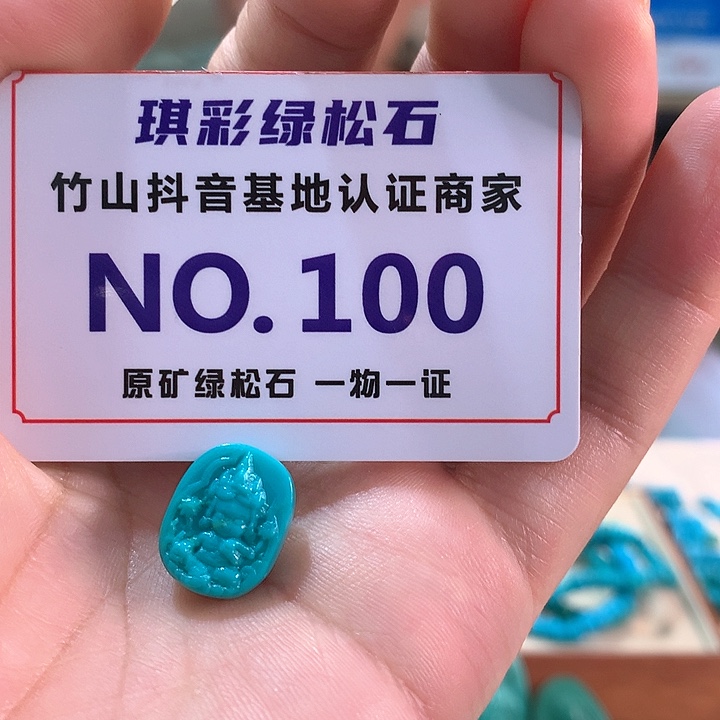 琪彩绿松石
竹山抖音基地认证商家
NO.100
原矿绿松石 一物一证